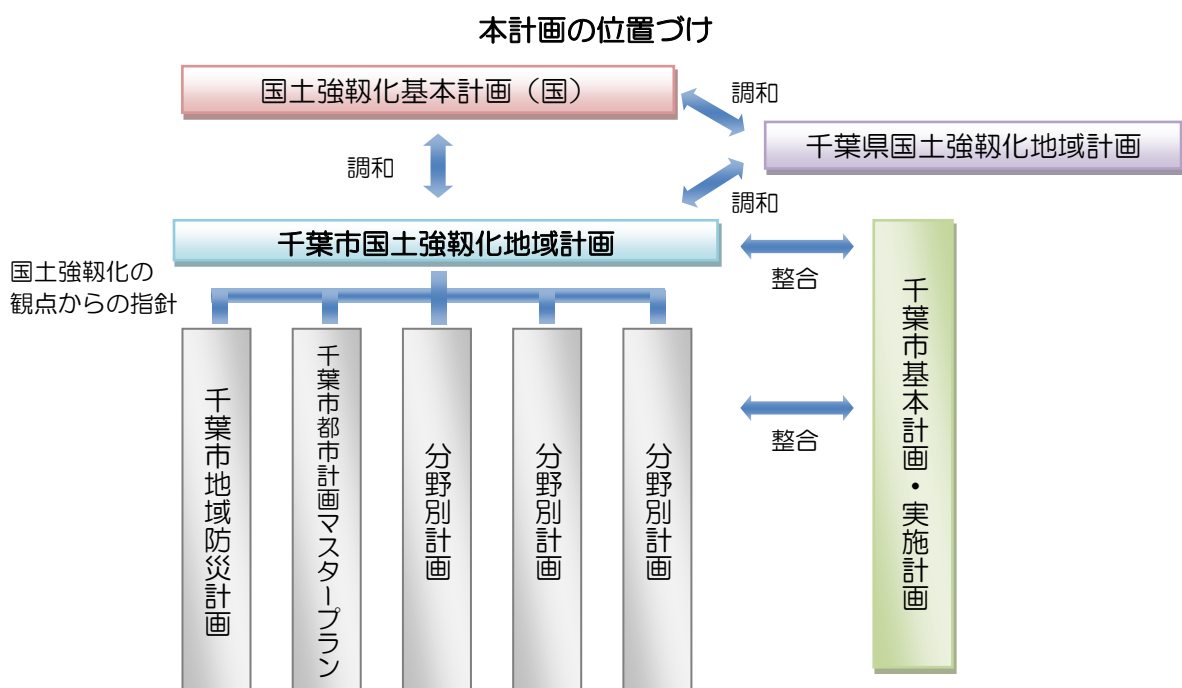 本計画の位置づけ
国土強靱化基本計画（国）
調和
千葉県国土強靱化地域計画
調和
調和
千葉市国土強靱化地域計画
整合
国土強靱化の
観点からの指針
千葉市地域防災計画
千葉市都市計画マスタープラン
分野別計画
分野別計画
分野別計画
整合
千葉市基本計画・実施計画